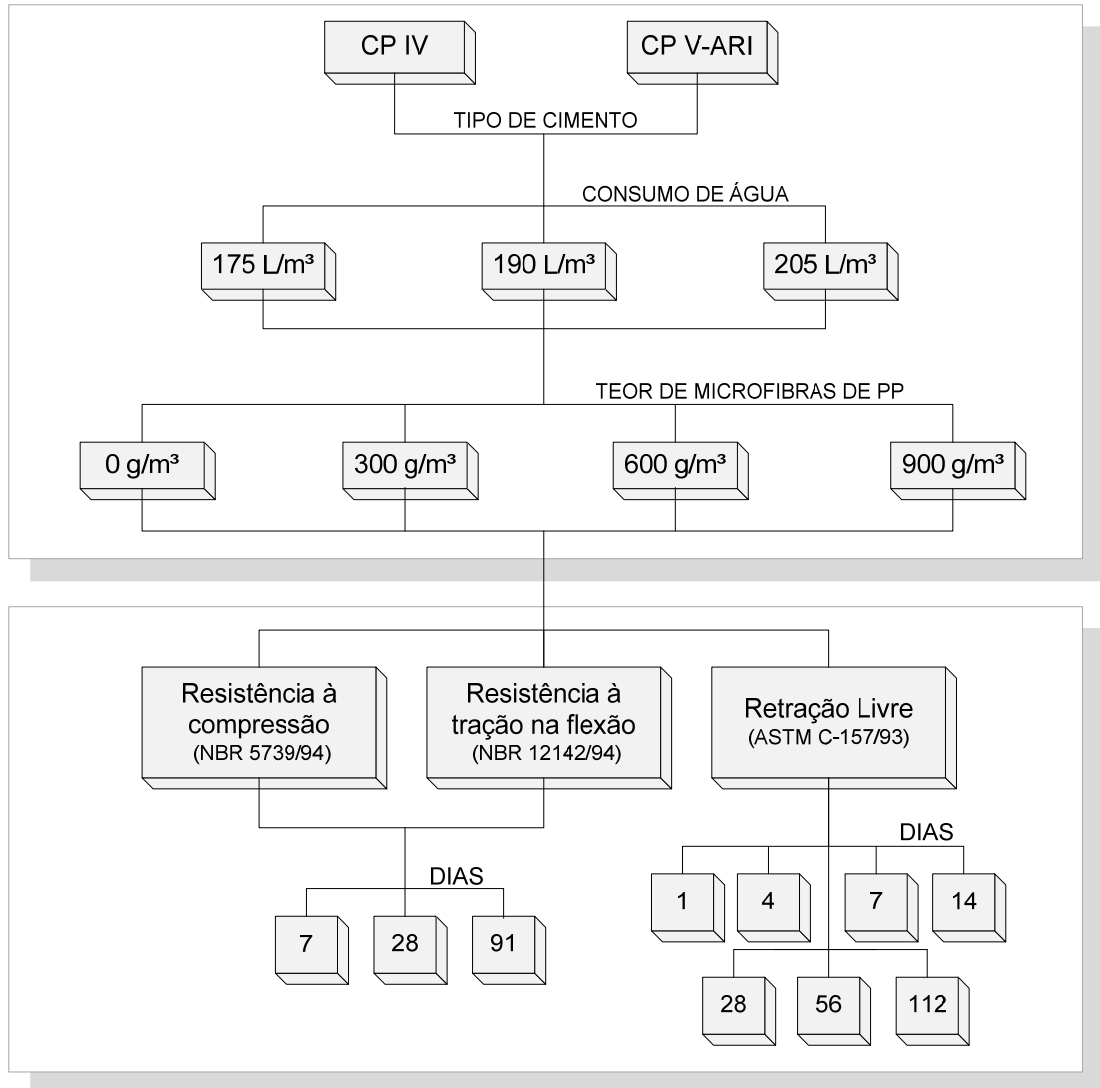 CP IV
CP V-ARI
TIPO DE CIMENTO
CONSUMO DE ÁGUA
175 L/m³
190 L/m³
205 L/m³
TEOR DE MICROFIBRAS DE PP
0 g/m³
300 g/m³
600 g/m³
900 g/m³
Resistência à
compressão
(NBR 5739/94)
Resistência à
tração na flexão
(NBR 12142/94)
Retração Livre
(ASTM C-157/93)
DIAS
7
28
91
DIAS
1
4
7
14
28
56
112